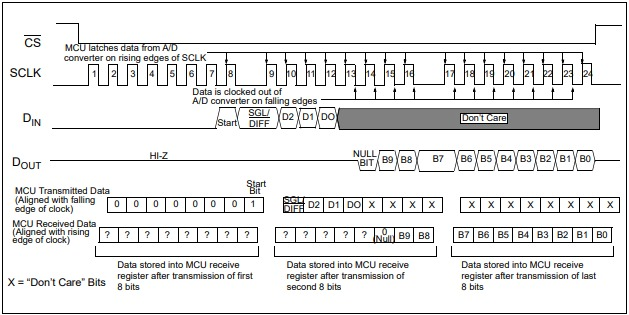 CS
MCU latches data from A/D
converter on rising edges of SCLK
SCLK
1 2 3 4 5 6 7 8 9 10 11 12 13 14 15 16 17 18 19 20 21 22 23 24
Data is clocked out of
A/D converter on falling edges
DIN
Start SGL/ DIFF D2 D1 DO Don't Care
DOUT
HI-Z
NULL BIT B9 B8 B7 B6 B5 B4 B3 B2 B1 B0
Start
Bit
MCU Transmitted Data
(Aligned with falling
edge of clock)
0 0 0 0 0 0 0 1 SGL/ DIFF D2 D1 DO X X X X X X X X X X X X
MCU Received Data
(Aligned with rising
edge of clock)
? ? ? ? ? ? ? ? ? ? ? ? ? 0 (Null) B9 B8 B7 B6 B5 B4 B3 B2 B1 B0
Data stored into MCU receive
register after transmission of first
8 bits
Data stored into MCU receive
register after transmission of
second 8 bits
Data stored into MCU receive
register after transmission of last
8 bits
X = "Don't Care" Bits